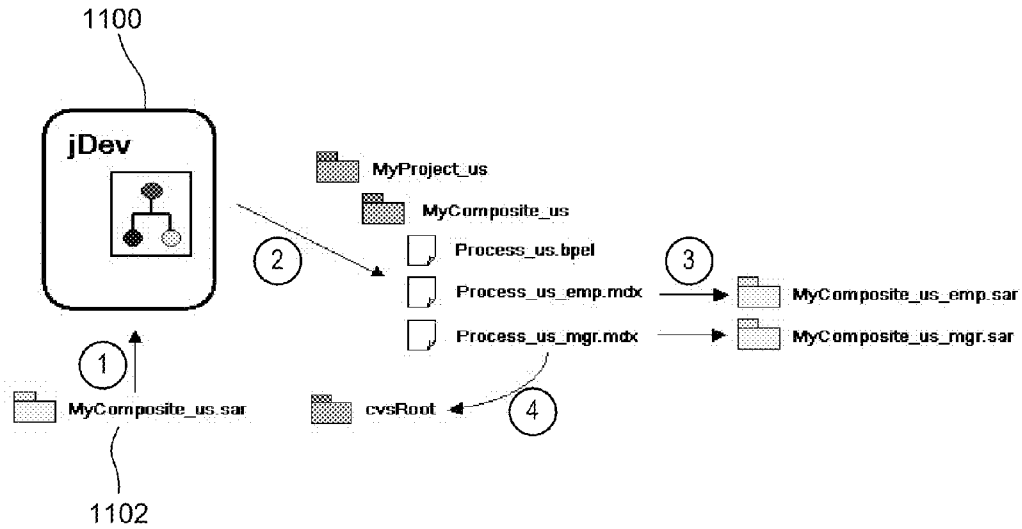 1100
jDev
MyProject_us
MyComposite_us
2
Process_us.bpel
3
Process_us_emp.mdx
MyComposite_us_emp.sar
Process_us_mgr.mdx
MyComposite_us_mgr.sar
1
MyComposite_us.sar
cvsRoot
4
1102